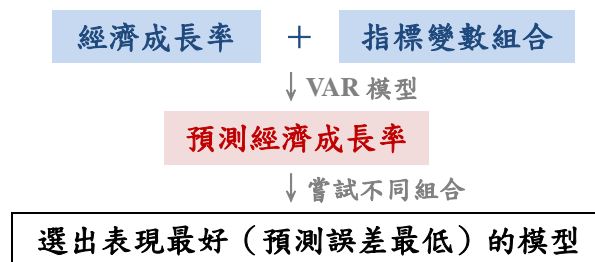 經濟成長率 + 指標變數組合
↓ VAR 模型
預測經濟成長率
↓ 嘗試不同組合
選出表現最好（預測誤差最低）的模型